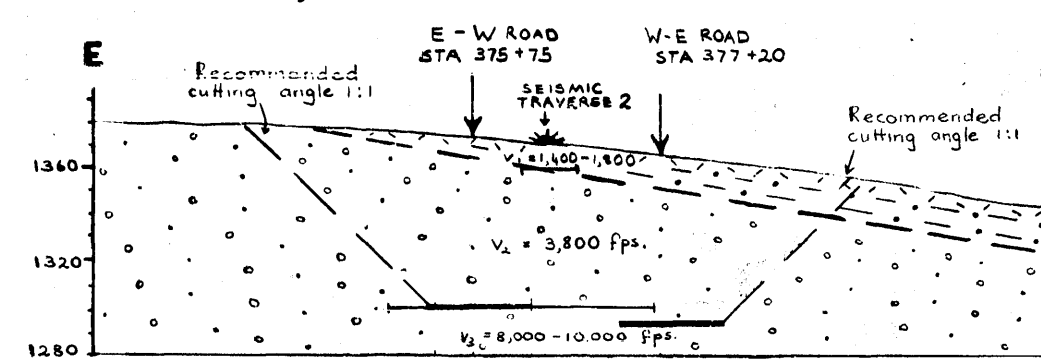 E
E-W ROAD
STA 375+75
W-E ROAD
STA 377+20
Recommended
cutting angle 1:1
SEISMIC
TRAVERSE 2
Recommended
cutting angle 1:1
1360
V₁ = 1,400-1,800
V₂ = 3,800 fps.
1320
V₃ = 8,000-10.000 fps.
1280